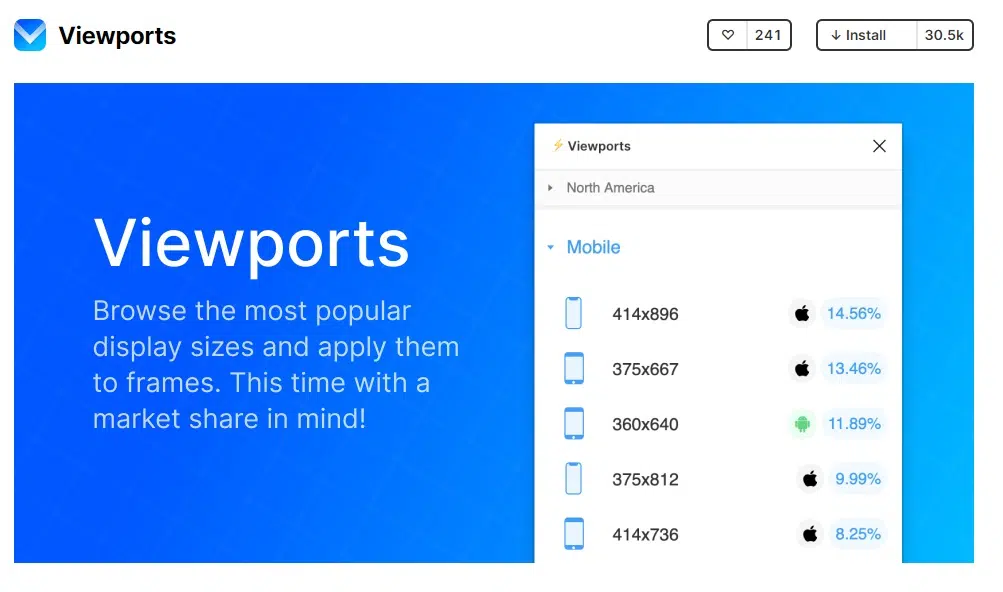 Viewports
241
↓ Install 30.5k
Viewports
Browse the most popular
display sizes and apply them
to frames. This time with a
market share in mind!
⚡ Viewports
North America
Mobile
414x896 14.56%
375x667 13.46%
360x640 11.89%
375x812 9.99%
414x736 8.25%